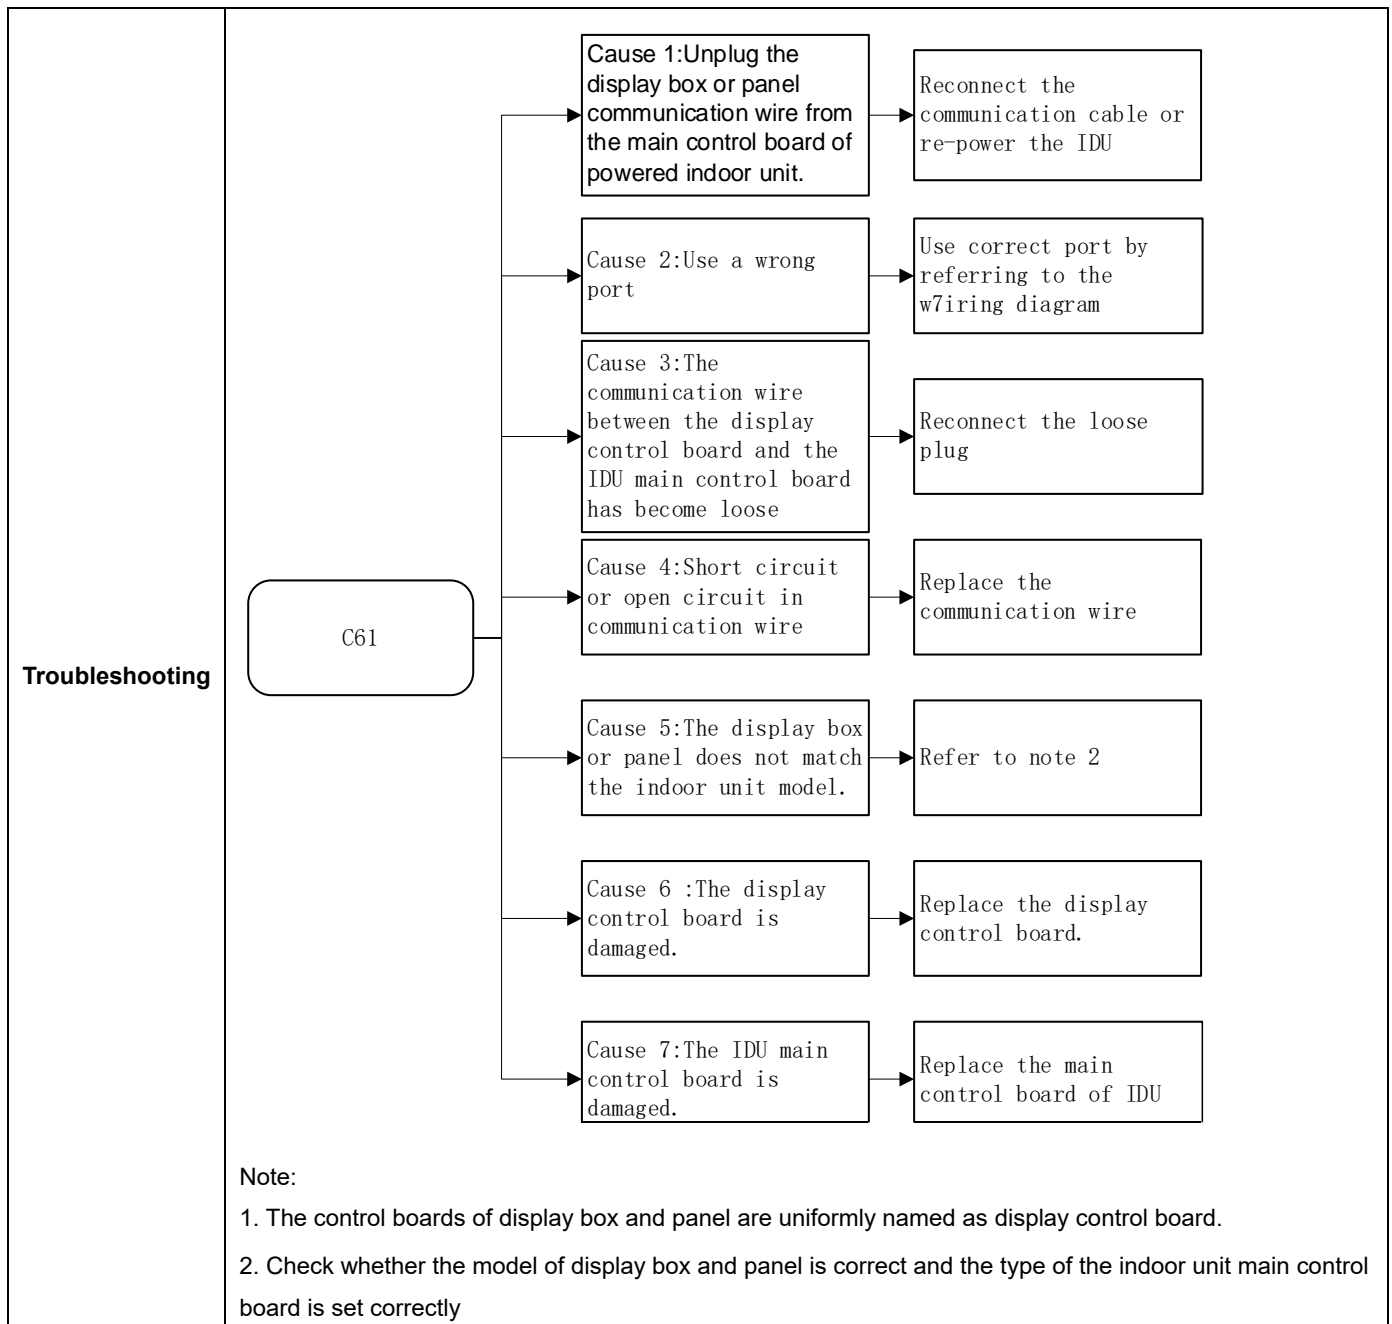 Troubleshooting
C61
Cause 1:Unplug the
display box or panel
communication wire from
the main control board of
powered indoor unit.
Reconnect the
communication cable or
re-power the IDU
Cause 2:Use a wrong
port
Use correct port by
referring to the
w7iring diagram
Cause 3:The
communication wire
between the display
control board and the
IDU main control board
has become loose
Reconnect the loose
plug
Cause 4:Short circuit
or open circuit in
communication wire
Replace the
communication wire
Cause 5:The display box
or panel does not match
the indoor unit model.
Refer to note 2
Cause 6 :The display
control board is
damaged.
Replace the display
control board.
Cause 7:The IDU main
control board is
damaged.
Replace the main
control board of IDU
Note:
1. The control boards of display box and panel are uniformly named as display control board.
2. Check whether the model of display box and panel is correct and the type of the indoor unit main control
board is set correctly